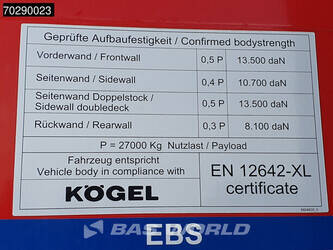 70290023
Geprüfte Aufbaufestigkeit / Confirmed bodystrength
Vorderwand / Frontwall 0,5 P 13.500 daN
Seitenwand / Sidewall 0,4 P 10.700 daN
Seitenwand Doppelstock / Sidewall doubledeck 0,5 P 13.500 daN
Rückwand / Rearwall 0,3 P 8.100 daN
P = 27000 Kg Nutzlast / Payload
Fahrzeug entspricht
Vehicle body in compliance with
KÖGEL
EN 12642-XL
certificate
BAS WORLD
EBS